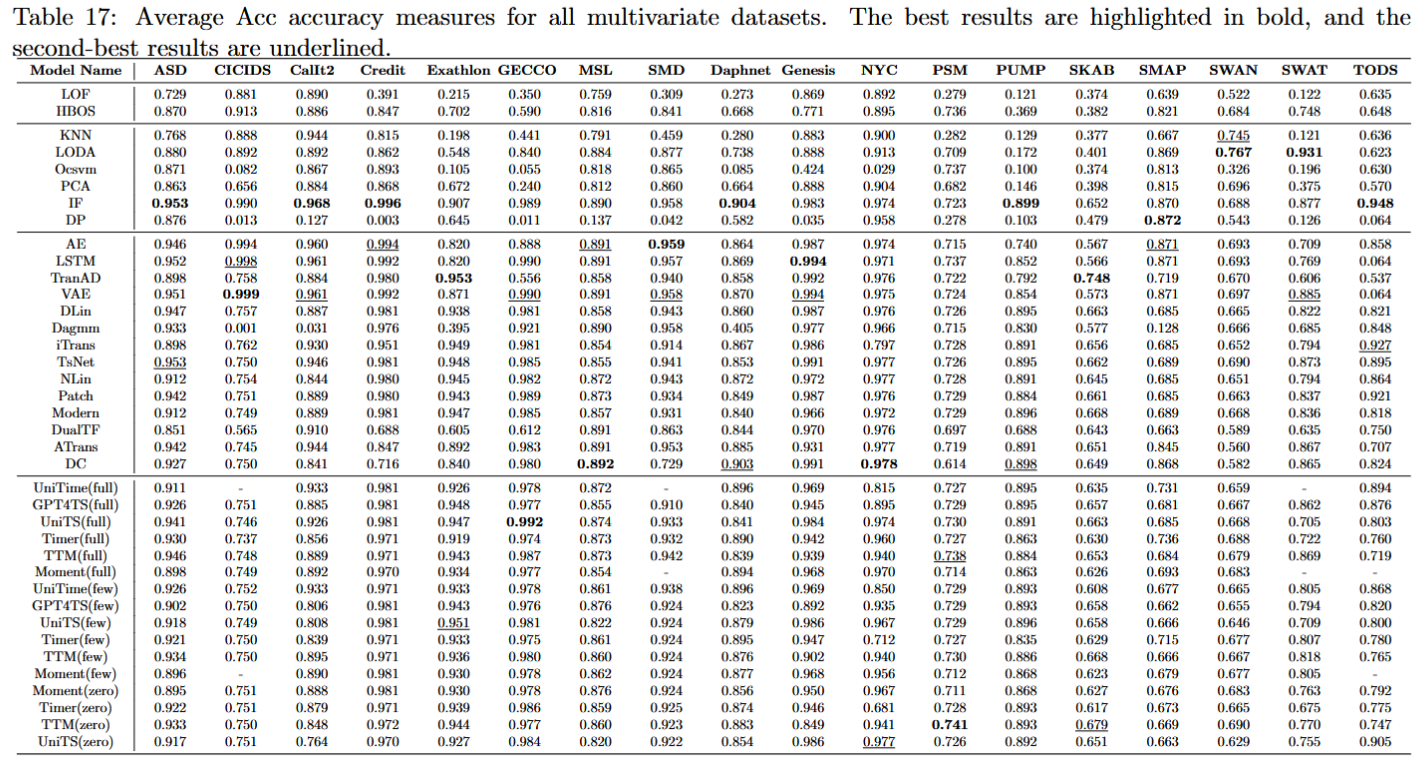 Table 17: Average Acc accuracy measures for all multivariate datasets. The best results are highlighted in bold, and the
second-best results are underlined.
Model Name ASD CICIDS CalIt2 Credit Exathlon GECCO MSL SMD Daphnet Genesis NYC PSM PUMP SKAB SMAP SWAN SWAT TODS
LOF 0.729 0.881 0.890 0.391 0.215 0.350 0.759 0.309 0.273 0.869 0.892 0.279 0.121 0.374 0.639 0.522 0.122 0.635
HBOS 0.870 0.913 0.886 0.847 0.702 0.590 0.816 0.841 0.668 0.771 0.895 0.736 0.369 0.382 0.821 0.684 0.748 0.648
KNN 0.768 0.888 0.944 0.815 0.198 0.441 0.791 0.459 0.280 0.883 0.900 0.282 0.129 0.377 0.667 0.745 0.121 0.636
LODA 0.880 0.892 0.892 0.862 0.548 0.840 0.884 0.877 0.738 0.888 0.913 0.709 0.172 0.401 0.869 0.767 0.931 0.623
Ocsvm 0.871 0.082 0.867 0.893 0.105 0.055 0.818 0.865 0.085 0.424 0.029 0.737 0.100 0.374 0.813 0.326 0.196 0.630
PCA 0.863 0.656 0.884 0.868 0.672 0.240 0.812 0.860 0.664 0.888 0.904 0.682 0.146 0.398 0.815 0.696 0.375 0.570
IF 0.953 0.990 0.968 0.996 0.907 0.989 0.890 0.958 0.904 0.983 0.974 0.723 0.899 0.652 0.870 0.688 0.877 0.948
DP 0.876 0.013 0.127 0.003 0.645 0.011 0.137 0.042 0.582 0.035 0.958 0.278 0.103 0.479 0.872 0.543 0.126 0.064
AE 0.946 0.994 0.960 0.994 0.820 0.888 0.891 0.959 0.864 0.987 0.974 0.715 0.740 0.567 0.871 0.693 0.709 0.858
LSTM 0.952 0.998 0.961 0.992 0.820 0.990 0.891 0.957 0.869 0.994 0.971 0.737 0.852 0.566 0.871 0.693 0.769 0.064
TranAD 0.898 0.758 0.884 0.980 0.953 0.556 0.858 0.940 0.858 0.992 0.976 0.722 0.792 0.748 0.719 0.670 0.606 0.537
VAE 0.951 0.999 0.961 0.992 0.871 0.990 0.891 0.958 0.870 0.994 0.975 0.724 0.854 0.573 0.871 0.697 0.885 0.064
DLin 0.947 0.757 0.887 0.981 0.938 0.981 0.858 0.943 0.860 0.987 0.976 0.726 0.895 0.663 0.685 0.665 0.822 0.821
Dagmm 0.933 0.001 0.031 0.976 0.395 0.921 0.890 0.958 0.405 0.977 0.966 0.715 0.830 0.577 0.128 0.666 0.685 0.848
iTrans 0.898 0.762 0.930 0.951 0.949 0.981 0.854 0.914 0.867 0.986 0.797 0.728 0.891 0.656 0.685 0.652 0.794 0.927
TsNet 0.953 0.750 0.946 0.981 0.948 0.985 0.855 0.941 0.853 0.991 0.977 0.726 0.895 0.662 0.689 0.690 0.873 0.895
NLin 0.912 0.754 0.844 0.980 0.945 0.982 0.872 0.943 0.872 0.972 0.977 0.728 0.891 0.645 0.685 0.651 0.794 0.864
Patch 0.942 0.751 0.889 0.980 0.943 0.989 0.873 0.934 0.849 0.987 0.976 0.729 0.884 0.661 0.685 0.663 0.837 0.921
Modern 0.912 0.749 0.889 0.981 0.947 0.985 0.857 0.931 0.840 0.966 0.972 0.729 0.896 0.668 0.689 0.668 0.836 0.818
DualTF 0.851 0.565 0.910 0.688 0.605 0.612 0.891 0.863 0.844 0.970 0.976 0.697 0.688 0.643 0.663 0.589 0.635 0.750
ATrans 0.942 0.745 0.944 0.847 0.892 0.983 0.891 0.953 0.885 0.931 0.977 0.719 0.891 0.651 0.845 0.560 0.867 0.707
DC 0.927 0.750 0.841 0.716 0.840 0.980 0.892 0.729 0.903 0.991 0.978 0.614 0.898 0.649 0.868 0.582 0.865 0.824
UniTime(full) 0.911 - 0.933 0.981 0.926 0.978 0.872 - 0.896 0.969 0.815 0.727 0.895 0.635 0.731 0.659 - 0.894
GPT4TS(full) 0.926 0.751 0.885 0.981 0.948 0.977 0.855 0.910 0.840 0.945 0.895 0.729 0.895 0.657 0.681 0.667 0.862 0.876
UniTS(full) 0.941 0.746 0.926 0.981 0.947 0.992 0.874 0.933 0.841 0.984 0.974 0.730 0.891 0.663 0.685 0.668 0.705 0.803
Timer(full) 0.930 0.737 0.856 0.971 0.919 0.974 0.873 0.932 0.890 0.942 0.960 0.727 0.863 0.630 0.736 0.688 0.722 0.760
TTM(full) 0.946 0.748 0.889 0.971 0.943 0.987 0.873 0.942 0.839 0.939 0.940 0.738 0.884 0.653 0.684 0.679 0.869 0.719
Moment(full) 0.898 0.749 0.892 0.970 0.934 0.977 0.854 - 0.894 0.968 0.970 0.714 0.863 0.626 0.693 0.683 - -
UniTime(few) 0.926 0.752 0.933 0.971 0.933 0.978 0.861 0.938 0.896 0.969 0.850 0.729 0.893 0.608 0.677 0.665 0.805 0.868
GPT4TS(few) 0.902 0.750 0.806 0.981 0.943 0.976 0.876 0.924 0.823 0.892 0.935 0.729 0.893 0.658 0.662 0.655 0.794 0.820
UniTS(few) 0.918 0.749 0.808 0.981 0.951 0.981 0.822 0.924 0.879 0.986 0.967 0.729 0.896 0.658 0.666 0.646 0.709 0.800
Timer(few) 0.921 0.750 0.839 0.971 0.933 0.975 0.861 0.924 0.895 0.947 0.712 0.727 0.835 0.629 0.715 0.677 0.807 0.780
TTM(few) 0.934 0.750 0.895 0.971 0.936 0.980 0.860 0.924 0.876 0.902 0.940 0.730 0.886 0.668 0.666 0.667 0.818 0.765
Moment(few) 0.896 - 0.890 0.981 0.930 0.978 0.862 0.924 0.877 0.968 0.956 0.712 0.868 0.623 0.679 0.677 0.805 -
Moment(zero) 0.895 0.751 0.888 0.981 0.930 0.978 0.876 0.924 0.856 0.950 0.967 0.711 0.868 0.627 0.676 0.683 0.763 0.792
Timer(zero) 0.922 0.751 0.879 0.971 0.939 0.986 0.859 0.925 0.874 0.946 0.681 0.728 0.893 0.617 0.673 0.665 0.675 0.775
TTM(zero) 0.933 0.750 0.848 0.972 0.944 0.977 0.860 0.923 0.883 0.849 0.941 0.741 0.893 0.679 0.669 0.690 0.770 0.747
UniTS(zero) 0.917 0.751 0.764 0.970 0.927 0.984 0.820 0.922 0.854 0.986 0.977 0.726 0.892 0.651 0.663 0.629 0.755 0.905